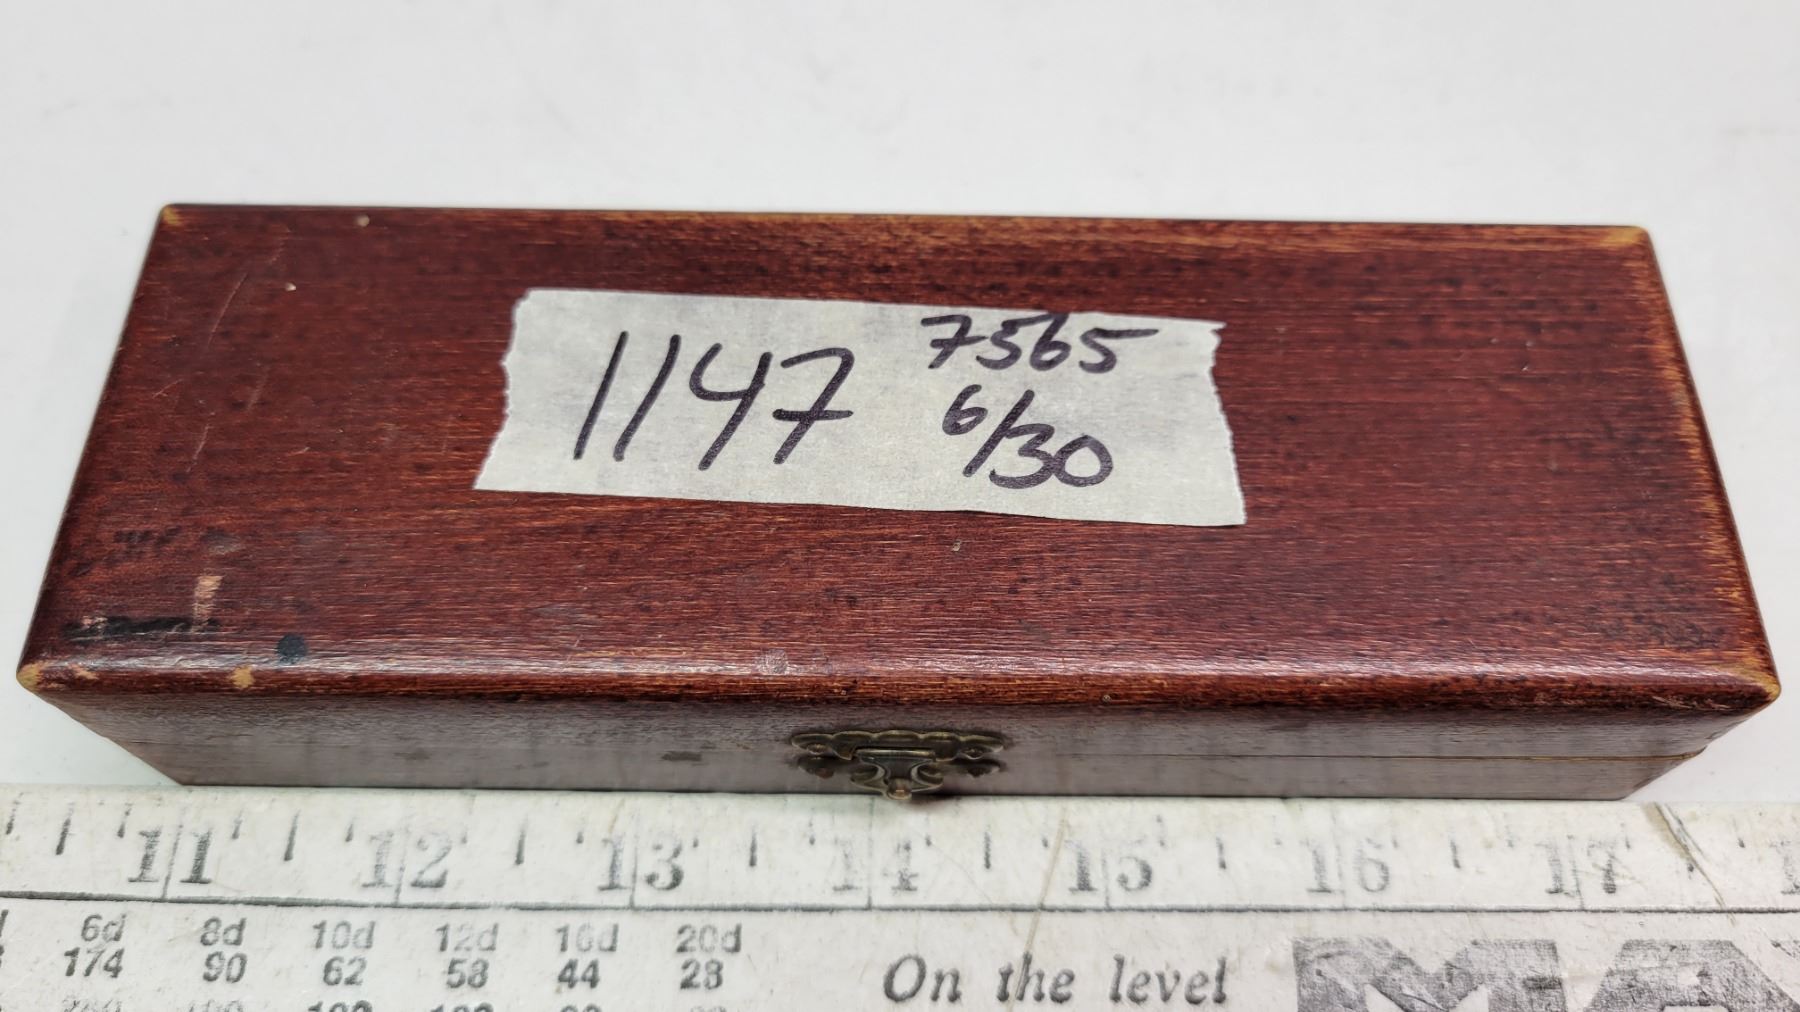 1147
7565
6/30
11 12 13 14 15 16 17
6d 8d 10d 12d 16d 20d
174 90 62 58 44 28
On the level